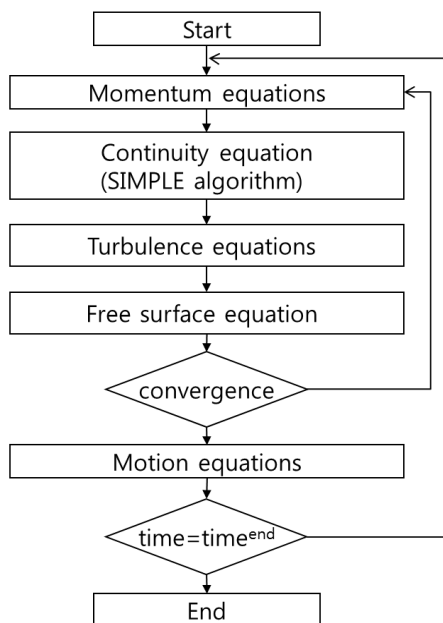 Start
Momentum equations
Continuity equation
(SIMPLE algorithm)
Turbulence equations
Free surface equation
convergence
Motion equations
time=timeᵉⁿᵈ
End